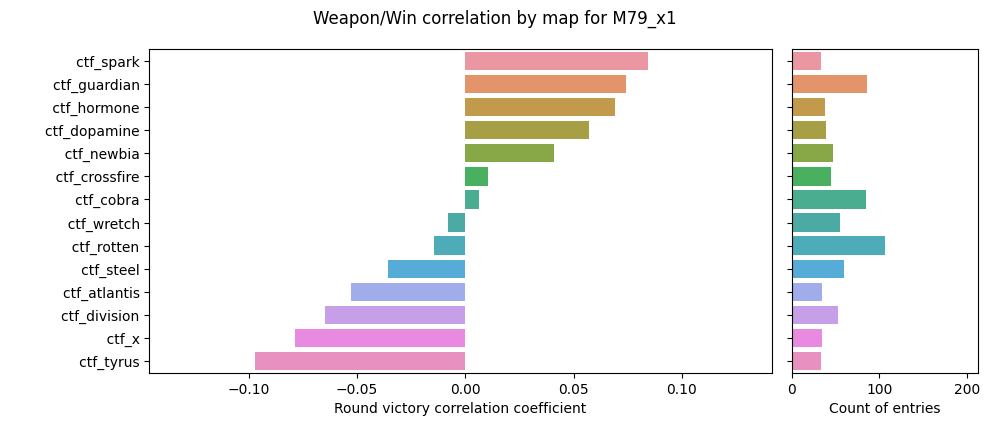 Weapon/Win correlation by map for M79_x1
ctf_spark
ctf_guardian
ctf_hormone
ctf_dopamine
ctf_newbia
ctf_crossfire
ctf_cobra
ctf_wretch
ctf_rotten
ctf_steel
ctf_atlantis
ctf_division
ctf_x
ctf_tyrus
−0.10 −0.05 0.00 0.05 0.10
Round victory correlation coefficient
0 100 200
Count of entries